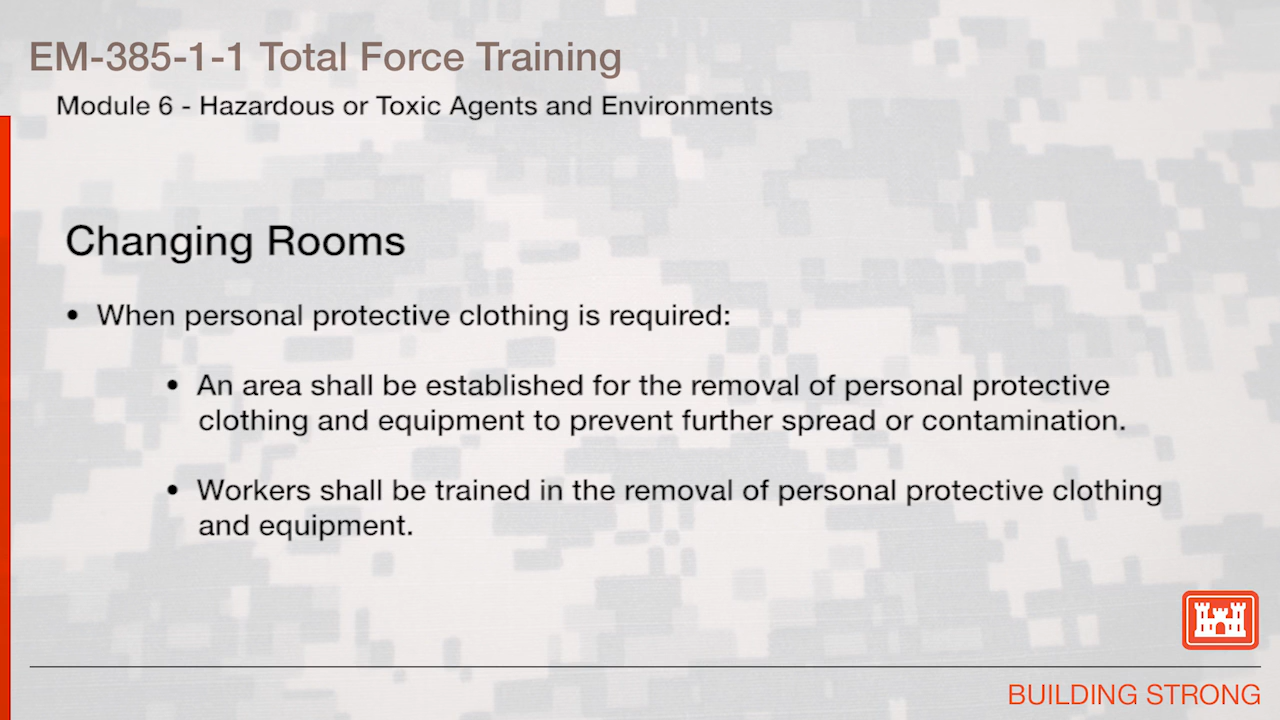 EM-385-1-1 Total Force Training
Module 6 - Hazardous or Toxic Agents and Environments
Changing Rooms
• When personal protective clothing is required:
• An area shall be established for the removal of personal protective
clothing and equipment to prevent further spread or contamination.
• Workers shall be trained in the removal of personal protective clothing
and equipment.
BUILDING STRONG